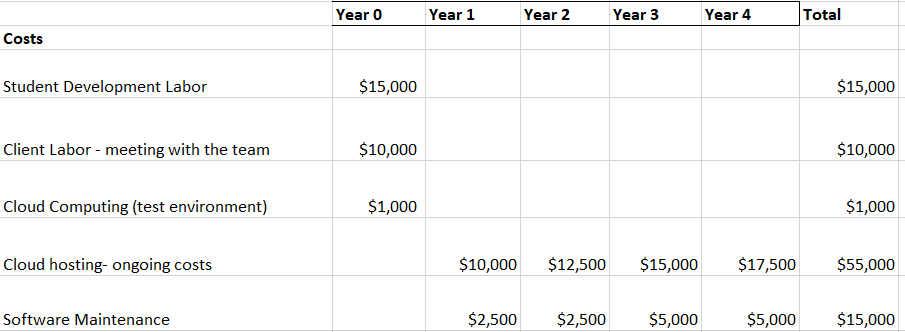 Year 0 Year 1 Year 2 Year 3 Year 4 Total
Costs
Student Development Labor $15,000 $15,000
Client Labor - meeting with the team $10,000 $10,000
Cloud Computing (test environment) $1,000 $1,000
Cloud hosting- ongoing costs $10,000 $12,500 $15,000 $17,500 $55,000
Software Maintenance $2,500 $2,500 $5,000 $5,000 $15,000